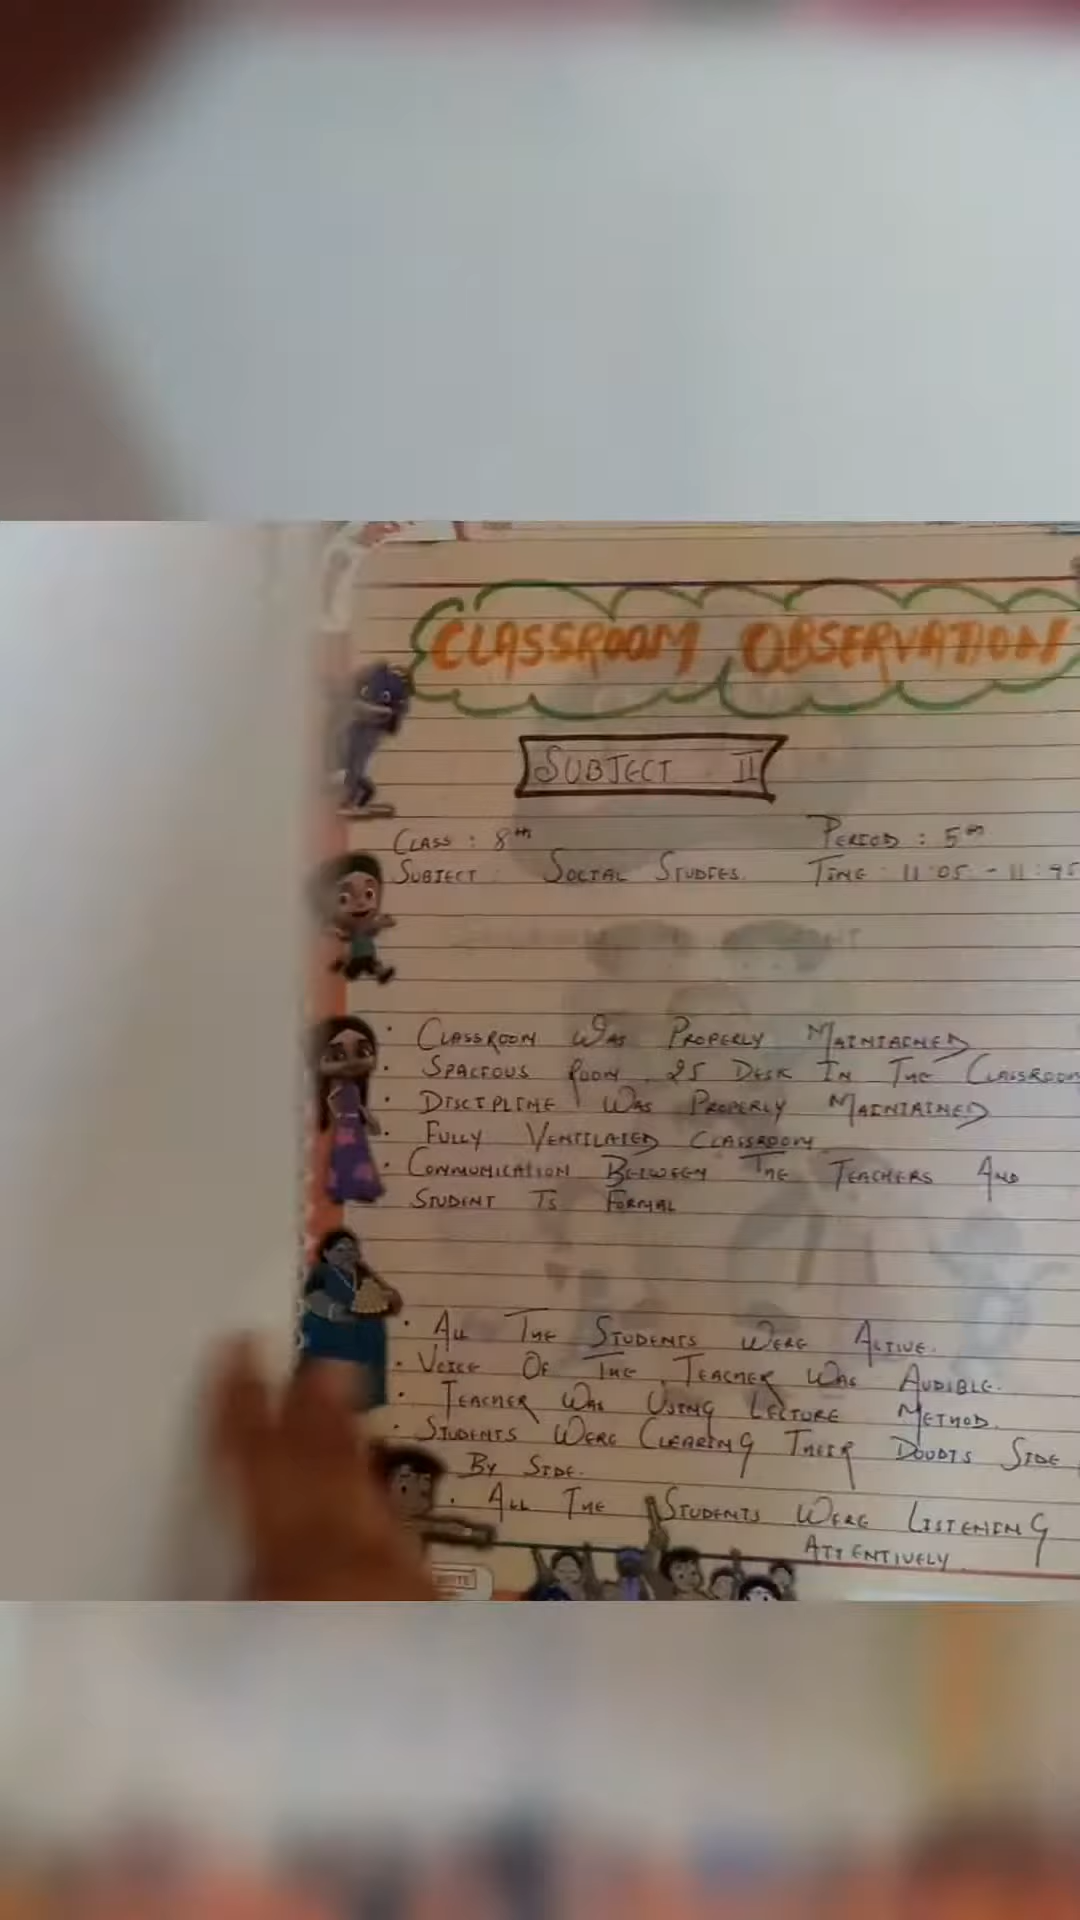 CLASSROOM OBSERVATION
SUBJECT II
CLASS : 8th PERIOD : 5th
SUBJECT : SOCIAL STUDIES. TIME : 11:05 - 11:45
• CLASSROOM WAS PROPERLY MAINTAINED
• SPACIOUS ROOM, 25 DESK IN THE CLASSROOM
• DISCIPLINE WAS PROPERLY MAINTAINED
• FULLY VENTILATED CLASSROOM
• COMMUNICATION BETWEEN THE TEACHERS AND
STUDENT IS FORMAL
• ALL THE STUDENTS WERE ACTIVE.
• VOICE OF THE TEACHER WAS AUDIBLE.
• TEACHER WAS USING LECTURE METHOD.
• STUDENTS WERE CLEARING THEIR DOUBTS SIDE
BY SIDE.
• ALL THE STUDENTS WERE LISTENING
ATTENTIVELY.